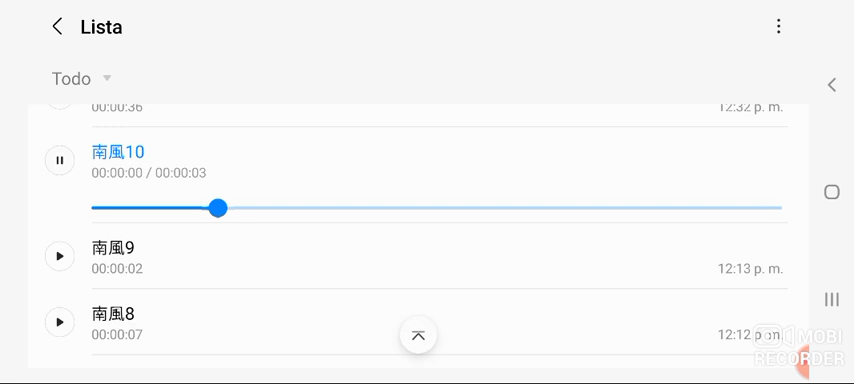 Lista
Todo
00:00:36 12:32 p. m.
南風10
00:00:00 / 00:00:03
南風9
00:00:02 12:13 p. m.
南風8
00:00:07 12:12 p. m.
MOBI
RECORDER